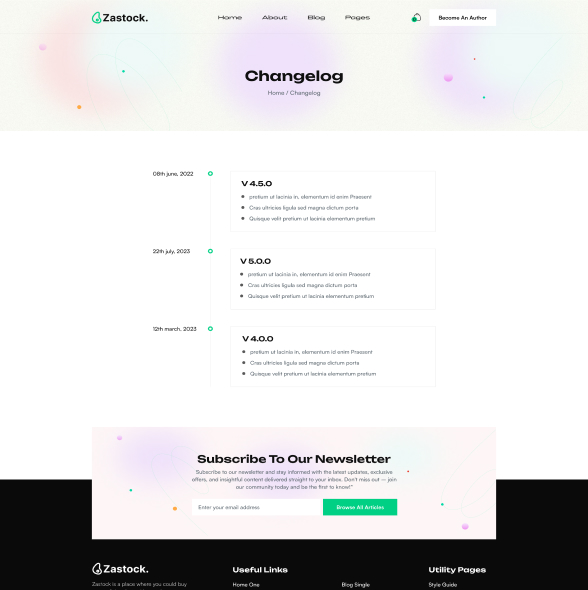 Zastock.
Home About Blog Pages
Become An Author
Changelog
Home / Changelog
08th june, 2022
V 4.5.0
pretium ut lacinia in, elementum id enim Praesent
Cras ultricies ligula sed magna dictum porta
Quisque velit pretium ut lacinia elementum pretium
22th july, 2023
V 5.0.0
pretium ut lacinia in, elementum id enim Praesent
Cras ultricies ligula sed magna dictum porta
Quisque velit pretium ut lacinia elementum pretium
12th march, 2023
V 4.0.0
pretium ut lacinia in, elementum id enim Praesent
Cras ultricies ligula sed magna dictum porta
Quisque velit pretium ut lacinia elementum pretium
Subscribe To Our Newsletter
Subscribe to our newsletter and stay informed with the latest updates, exclusive
offers, and insightful content delivered straight to your inbox. Don't miss out — join
our community today and be the first to know!"
Enter your email address
Browse All Articles
Zastock.
Zastock is a place where you could buy
Useful Links
Home One
Blog Single
Utility Pages
Style Guide